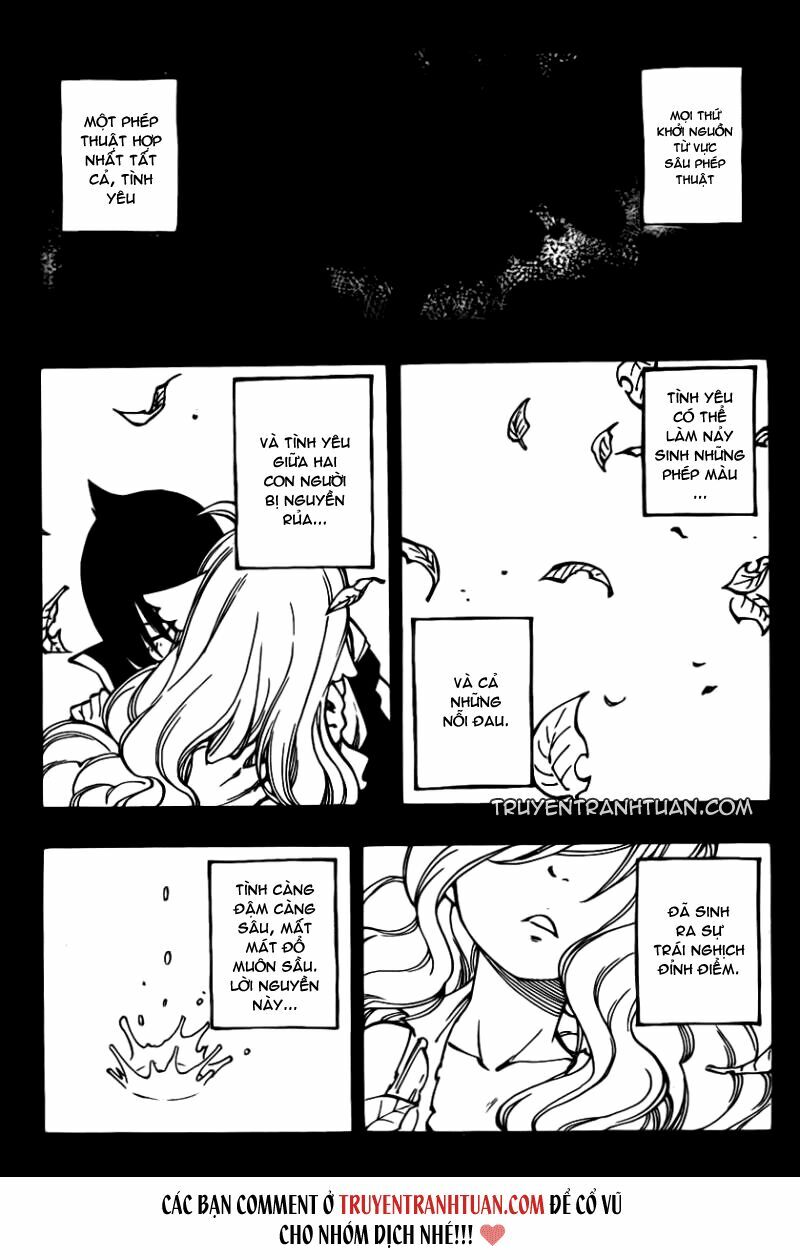 MỌI THỨ
KHỞI NGUỒN
TỪ VỰC
SÂU PHÉP
THUẬT
MỘT PHÉP
THUẬT HỢP
NHẤT TẤT
CẢ, TÌNH
YÊU
TÌNH YÊU
CÓ THỂ
LÀM NẢY
SINH NHỮNG
PHÉP MÀU
...
VÀ CẢ
NHỮNG
NỖI ĐAU.
VÀ TÌNH YÊU
GIỮA HAI
CON NGƯỜI
BỊ NGUYỀN
RỦA...
TRUYENTRANHTUAN.COM
ĐÃ SINH
RA SỰ
TRÁI NGHỊCH
ĐỈNH ĐIỂM.
TÌNH CÀNG
ĐẬM CÀNG
SÂU, MẤT
MÁT ĐỔ
MUÔN SẦU.
LỜI NGUYỀN
NÀY...
CÁC BẠN COMMENT Ở TRUYENTRANHTUAN.COM ĐỂ CỔ VŨ
CHO NHÓM DỊCH NHÉ!!!